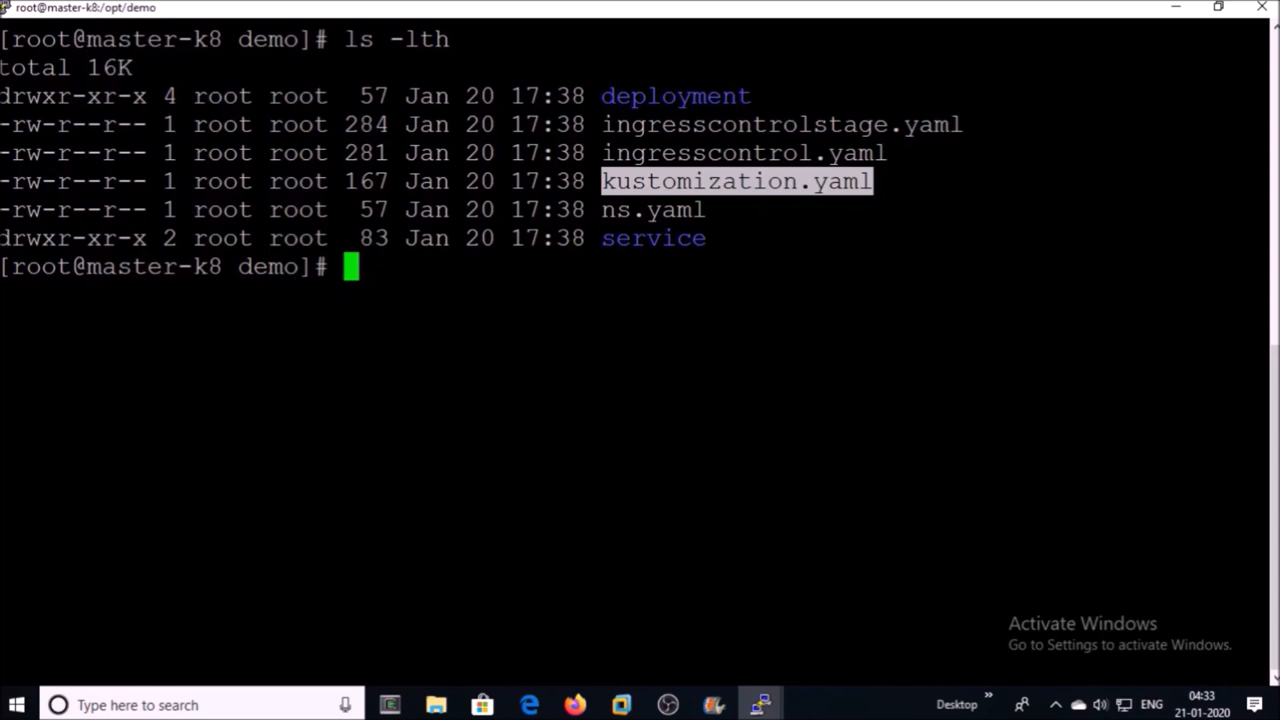 root@master-k8:/opt/demo
[root@master-k8 demo]# ls -lth
total 16K
drwxr-xr-x 4 root root  57 Jan 20 17:38 deployment
-rw-r--r-- 1 root root 284 Jan 20 17:38 ingresscontrolstage.yaml
-rw-r--r-- 1 root root 281 Jan 20 17:38 ingresscontrol.yaml
-rw-r--r-- 1 root root 167 Jan 20 17:38 kustomization.yaml
-rw-r--r-- 1 root root  57 Jan 20 17:38 ns.yaml
drwxr-xr-x 2 root root  83 Jan 20 17:38 service
[root@master-k8 demo]#
Activate Windows
Go to Settings to activate Windows.
Type here to search
Desktop
ENG
04:33
21-01-2020